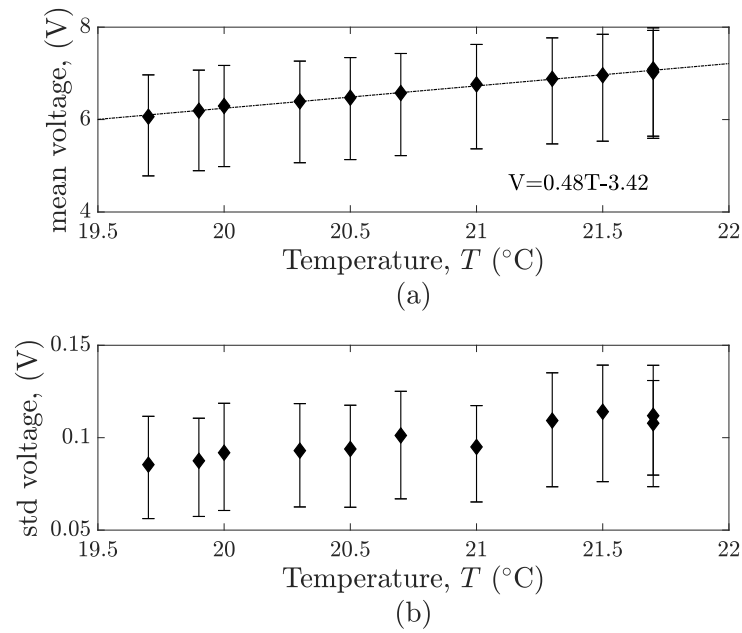 mean voltage, (V)
8
6
4
V=0.48T-3.42
19.5 20 20.5 21 21.5 22
Temperature, T (°C)
(a)
std voltage, (V)
0.15
0.1
0.05
19.5 20 20.5 21 21.5 22
Temperature, T (°C)
(b)